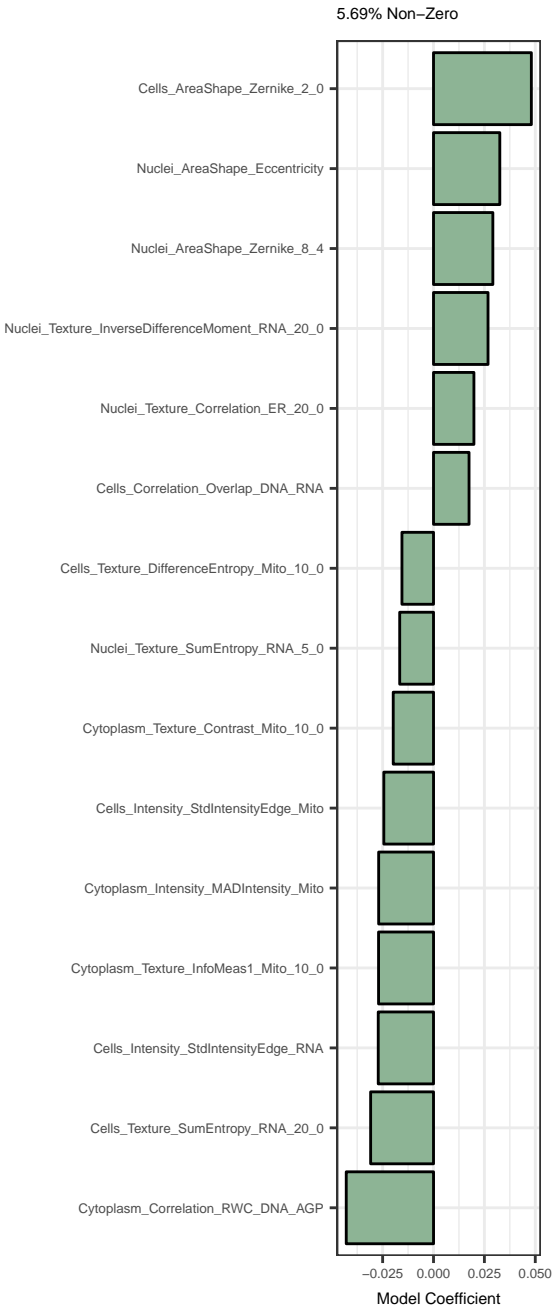 5.69% Non−Zero
Cells_AreaShape_Zernike_2_0
Nuclei_AreaShape_Eccentricity
Nuclei_AreaShape_Zernike_8_4
Nuclei_Texture_InverseDifferenceMoment_RNA_20_0
Nuclei_Texture_Correlation_ER_20_0
Cells_Correlation_Overlap_DNA_RNA
Cells_Texture_DifferenceEntropy_Mito_10_0
Nuclei_Texture_SumEntropy_RNA_5_0
Cytoplasm_Texture_Contrast_Mito_10_0
Cells_Intensity_StdIntensityEdge_Mito
Cytoplasm_Intensity_MADIntensity_Mito
Cytoplasm_Texture_InfoMeas1_Mito_10_0
Cells_Intensity_StdIntensityEdge_RNA
Cells_Texture_SumEntropy_RNA_20_0
Cytoplasm_Correlation_RWC_DNA_AGP
−0.025 0.000 0.025 0.050
Model Coefficient